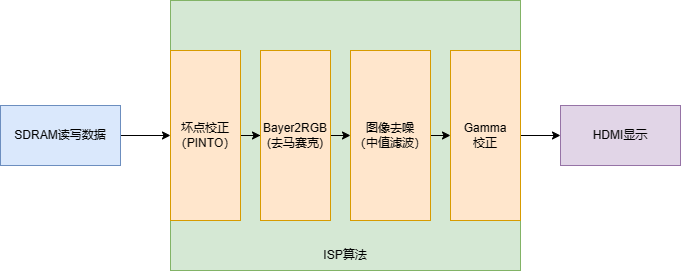 SDRAM读写数据
坏点校正
（PINTO）
Bayer2RGB
(去马赛克)
图像去噪
（中值滤波）
Gamma
校正
HDMI显示
ISP算法